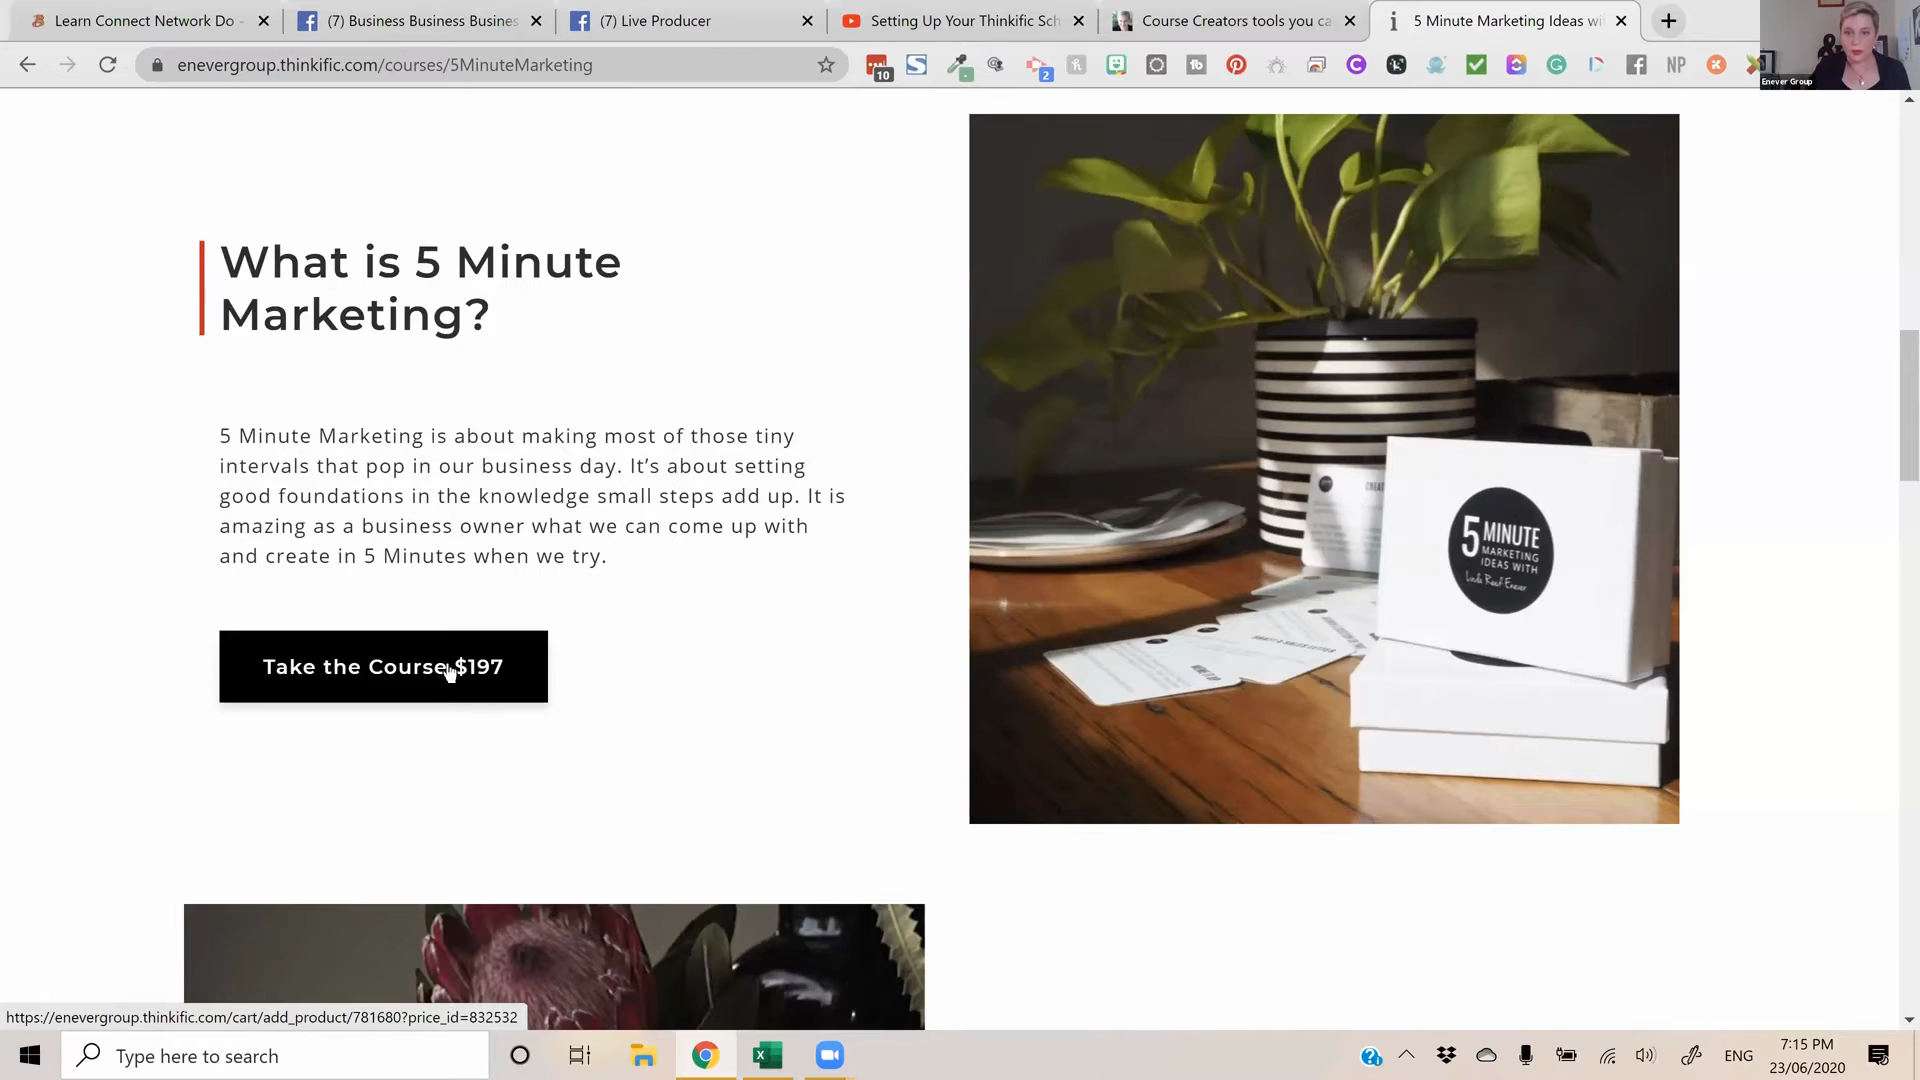 Learn Connect Network Do -
(7) Business Business Busines
(7) Live Producer
Setting Up Your Thinkific Sch
Course Creators tools you ca
5 Minute Marketing Ideas wi
enevergroup.thinkific.com/courses/5MinuteMarketing
10
2
NP
Enever Group
What is 5 Minute
Marketing?
5 Minute Marketing is about making most of those tiny
intervals that pop in our business day. It's about setting
good foundations in the knowledge small steps add up. It is
amazing as a business owner what we can come up with
and create in 5 Minutes when we try.
Take the Course $197
5 MINUTE
MARKETING
IDEAS WITH
Linda Reed-Enever
https://enevergroup.thinkific.com/cart/add_product/781680?price_id=832532
Type here to search
ENG
7:15 PM
23/06/2020